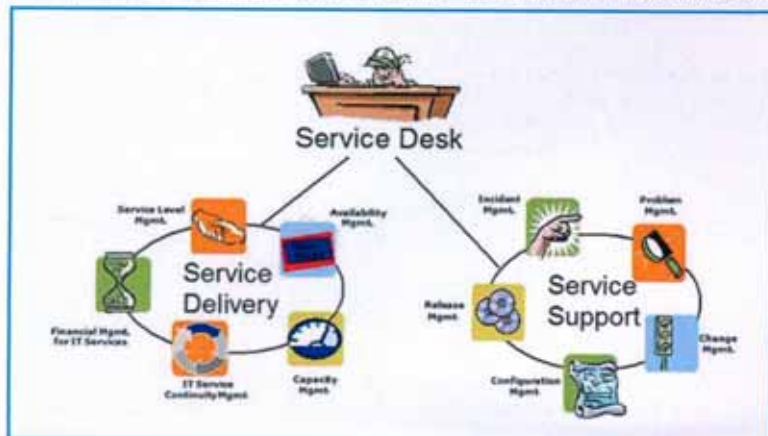 Service Desk
Service Level
Mgmt.
Availability
Mgmt.
Service
Delivery
Financial Mgmt.
for IT Services
IT Service
Continuity Mgmt
Capacity
Mgmt
Incident
Mgmt.
Problem
Mgmt.
Service
Support
Release
Mgmt
Change
Mgmt.
Configuration
Mgmt